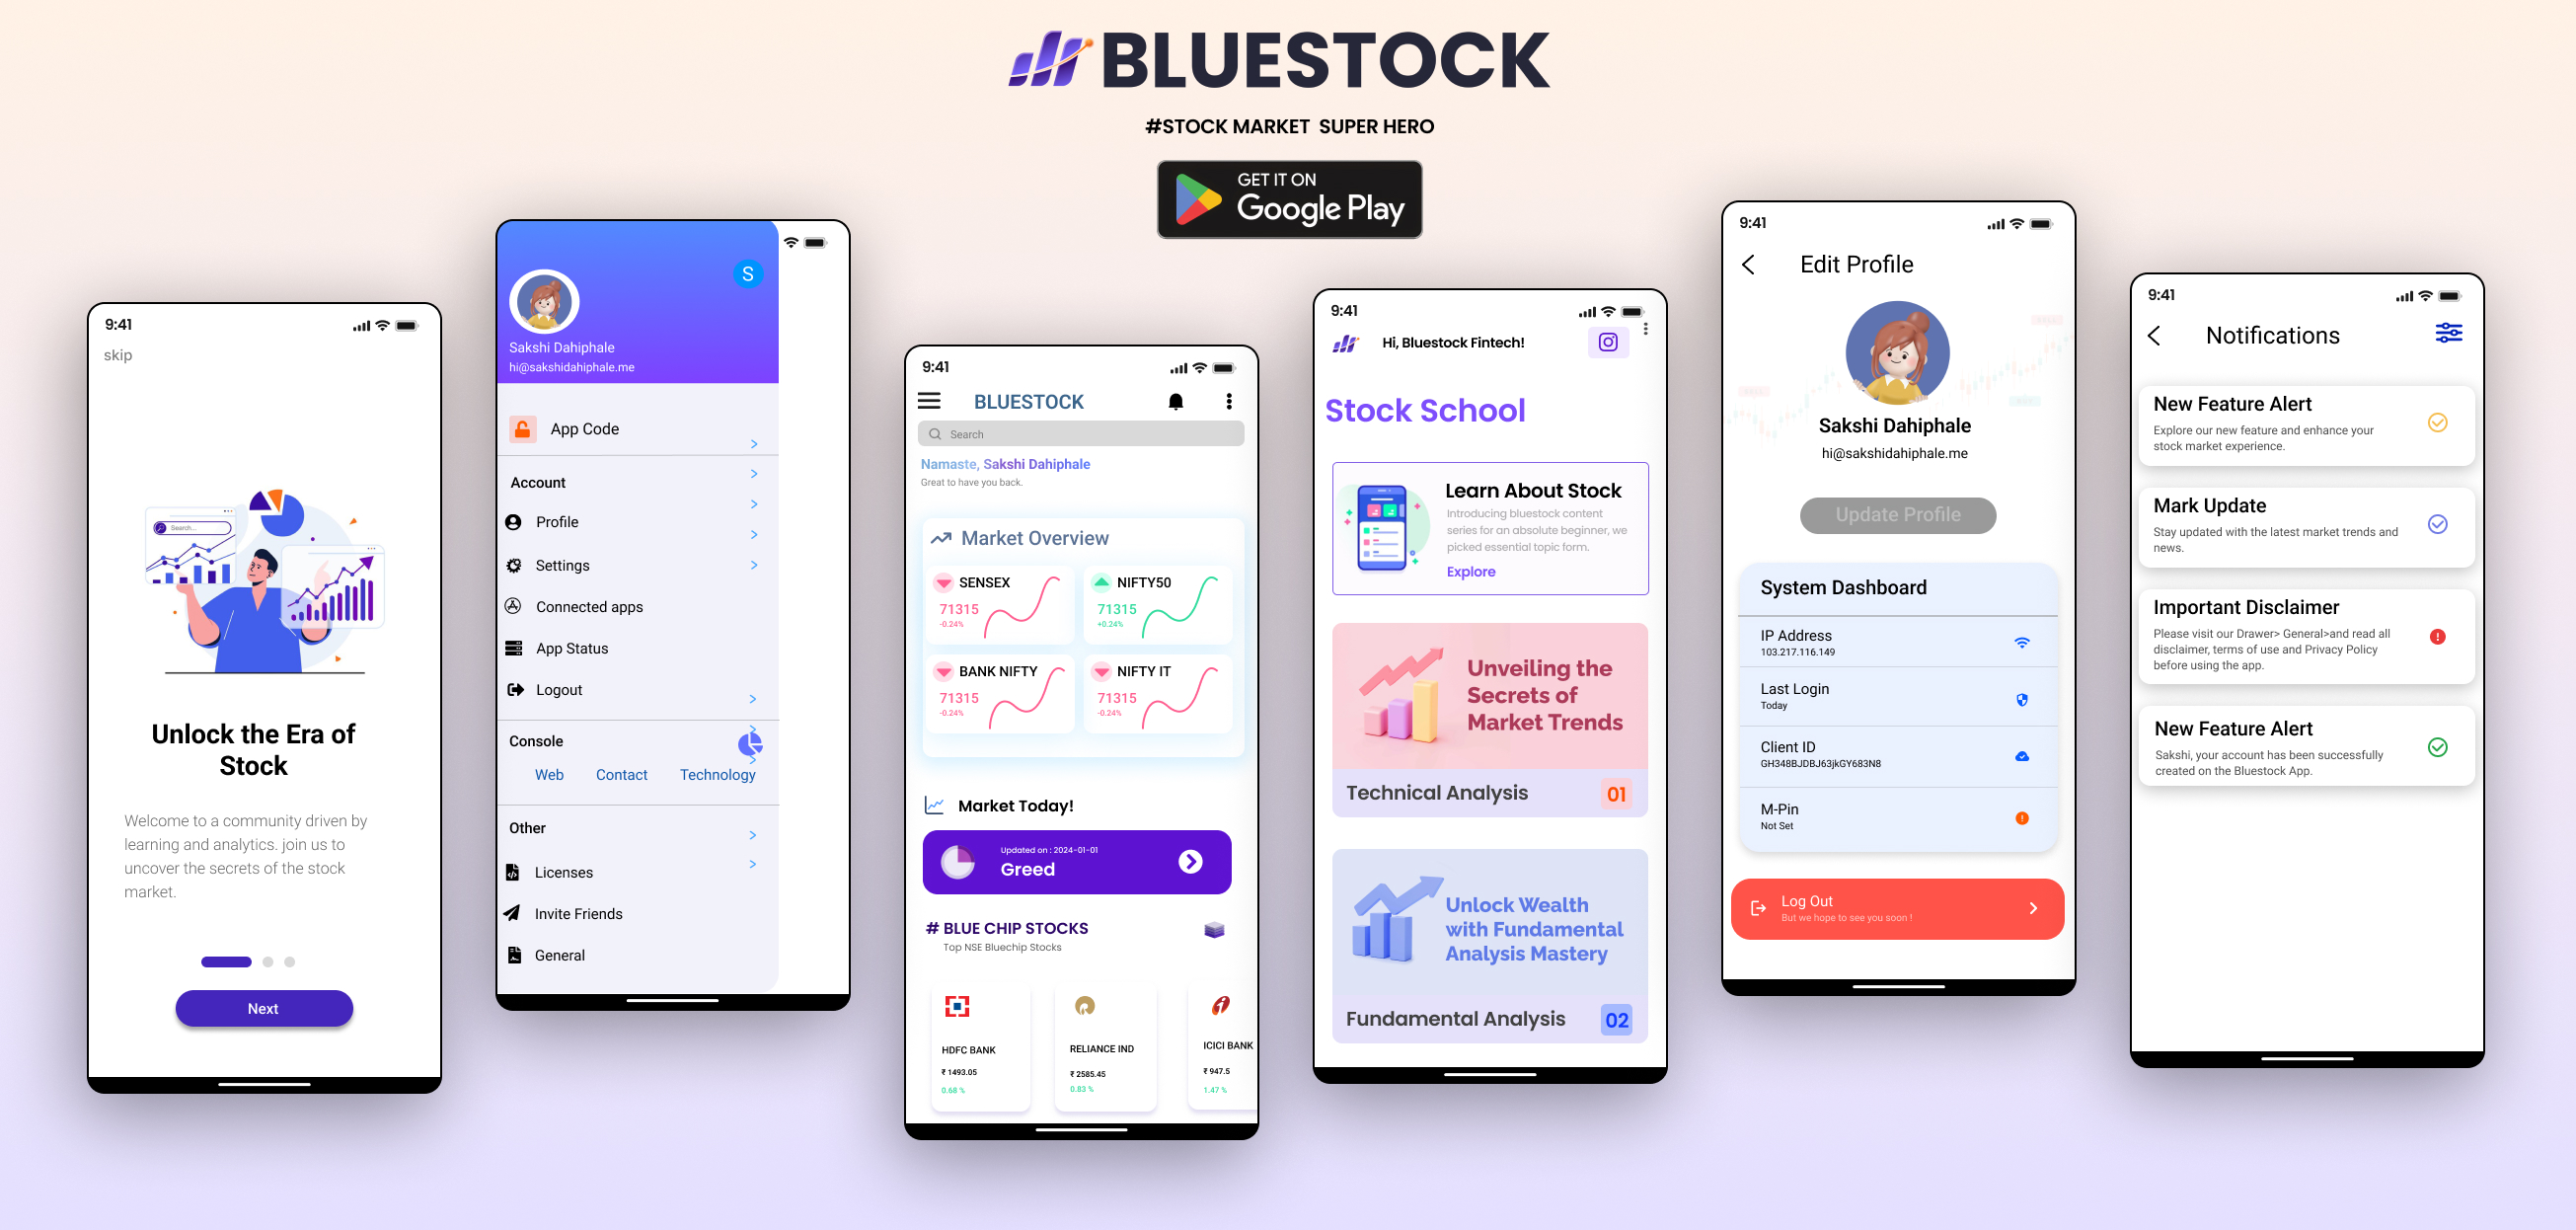 BLUESTOCK
#STOCK MARKET SUPER HERO
GET IT ON
Google Play
9:41
skip
Search...
Unlock the Era of
Stock
Welcome to a community driven by
learning and analytics. join us to
uncover the secrets of the stock
market.
Next
S
Sakshi Dahiphale
hi@sakshidahiphale.me
App Code
Account
Profile
Settings
Connected apps
App Status
Logout
Console
Web Contact Technology
Other
Licenses
Invite Friends
General
9:41
BLUESTOCK
Search
Namaste, Sakshi Dahiphale
Great to have you back.
Market Overview
SENSEX
71315
-0.24%
NIFTY50
71315
+0.24%
BANK NIFTY
71315
-0.24%
NIFTY IT
71315
-0.24%
Market Today!
Updated on : 2024-01-01
Greed
# BLUE CHIP STOCKS
Top NSE Bluechip Stocks
HDFC BANK
₹ 1493.05
0.68 %
RELIANCE IND
₹ 2585.45
0.83 %
ICICI BANK
₹ 947.5
1.47 %
9:41
Hi, Bluestock Fintech!
Stock School
Learn About Stock
Introducing bluestock content
series for an absolute beginner, we
picked essential topic form.
Explore
Unveiling the
Secrets of
Market Trends
Technical Analysis 01
Unlock Wealth
with Fundamental
Analysis Mastery
Fundamental Analysis 02
9:41
Edit Profile
Sakshi Dahiphale
hi@sakshidahiphale.me
Update Profile
System Dashboard
IP Address
103.217.116.149
Last Login
Today
Client ID
GH348BJDBJ63jkGY683N8
M-Pin
Not Set
Log Out
But we hope to see you soon !
9:41
Notifications
New Feature Alert
Explore our new feature and enhance your
stock market experience.
Mark Update
Stay updated with the latest market trends and
news.
Important Disclaimer
Please visit our Drawer> General>and read all
disclaimer, terms of use and Privacy Policy
before using the app.
New Feature Alert
Sakshi, your account has been successfully
created on the Bluestock App.